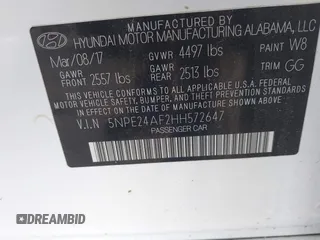 HYUNDAI MOTOR MANUFACTURING ALABAMA, LLC
Mar/08/17 GVWR 4497 lbs PAINT W8
GAWR FRONT 2557 lbs GAWR REAR 2513 lbs TRIM GG
THIS VEHICLE CONFORMS TO ALL APPLICABLE
FEDERAL MOTOR VEHICLE SAFETY, BUMPER AND THEFT
PREVENTION STANDARDS IN EFFECT ON THE DATE OF
MANUFACTURE SHOWN ABOVE.
V.I.N 5NPE24AF2HH572647
PASSENGER CAR
DREAMBID
dreambid.com